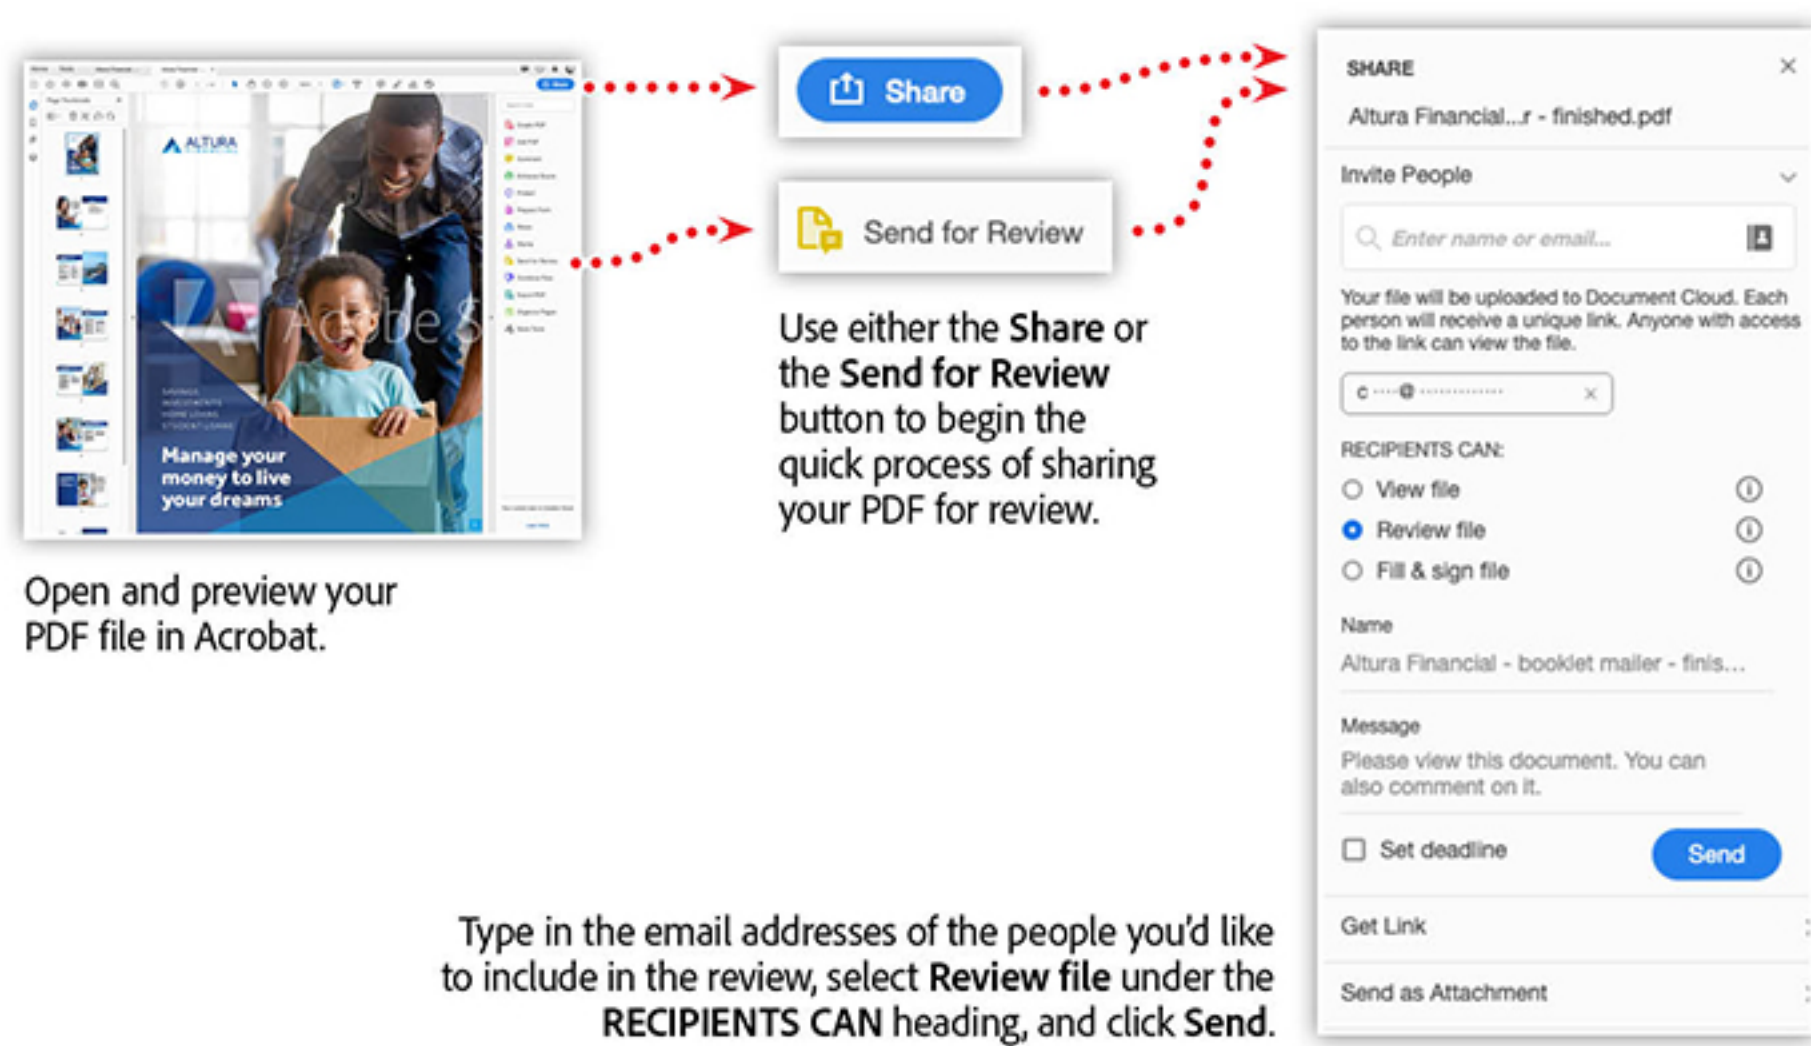 ALTURA
Adobe S
SAVINGS
INVESTMENTS
HOME LOANS
STUDENT LOANS
Manage your
money to live
your dreams
Open and preview your
PDF file in Acrobat.
Share
Send for Review
Use either the Share or
the Send for Review
button to begin the
quick process of sharing
your PDF for review.
SHARE
Altura Financial...r - finished.pdf
Invite People
Enter name or email...
Your file will be uploaded to Document Cloud. Each
person will receive a unique link. Anyone with access
to the link can view the file.
c ····@ ·············
RECIPIENTS CAN:
View file
Review file
Fill & sign file
Name
Altura Financial - booklet mailer - finis...
Message
Please view this document. You can
also comment on it.
Set deadline
Send
Get Link
Send as Attachment
Type in the email addresses of the people you'd like
to include in the review, select Review file under the
RECIPIENTS CAN heading, and click Send.